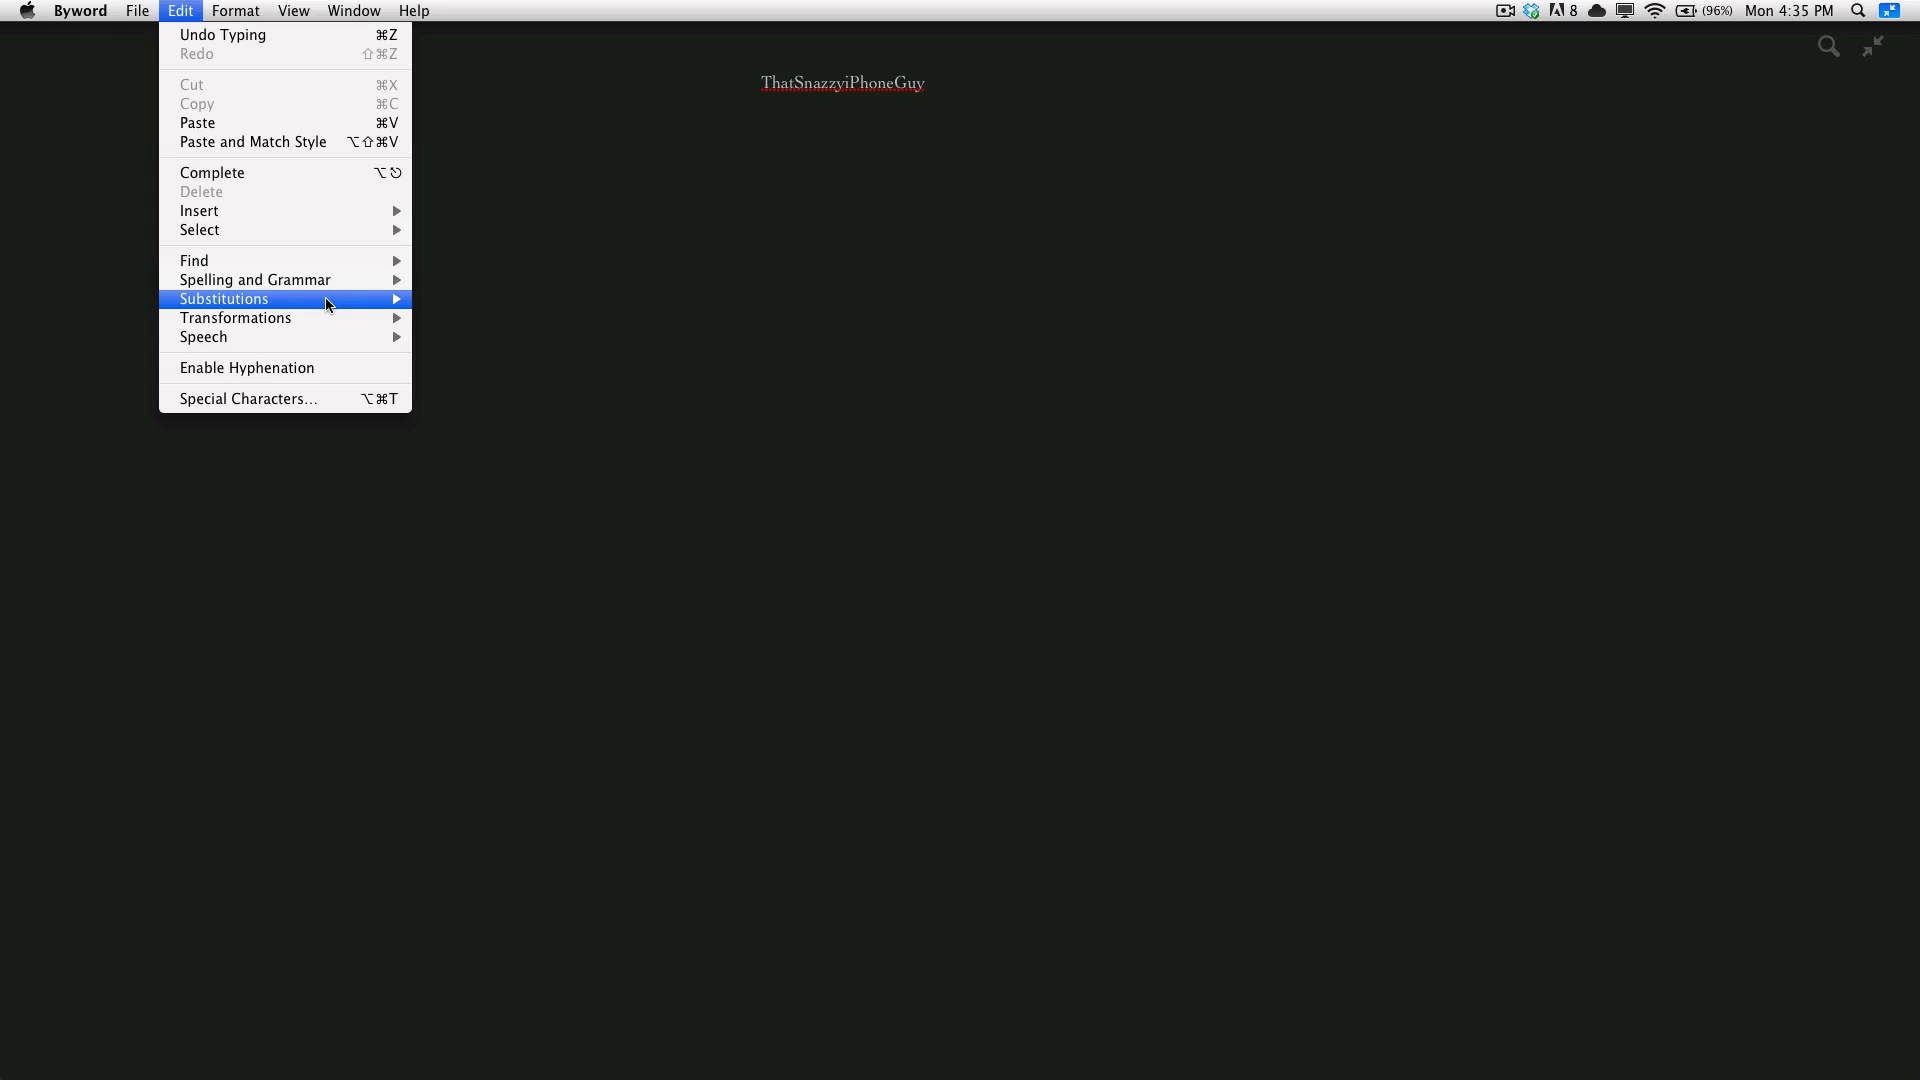 Byword File Edit Format View Window Help 8 (96%) Mon 4:35 PM
Undo Typing ⌘Z
Redo ⇧⌘Z
Cut ⌘X
Copy ⌘C
Paste ⌘V
Paste and Match Style ⌥⇧⌘V
Complete ⌥⎋
Delete
Insert
Select
Find
Spelling and Grammar
Substitutions
Transformations
Speech
Enable Hyphenation
Special Characters... ⌥⌘T
ThatSnazzyiPhoneGuy